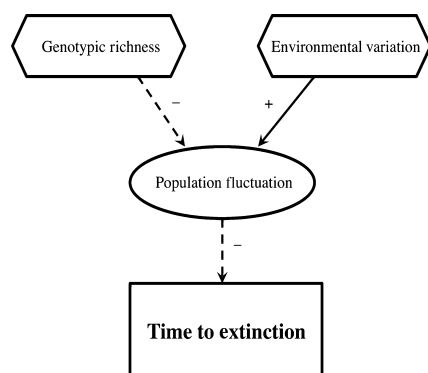 Genotypic richness
Environmental variation
−
+
Population fluctuation
−
Time to extinction